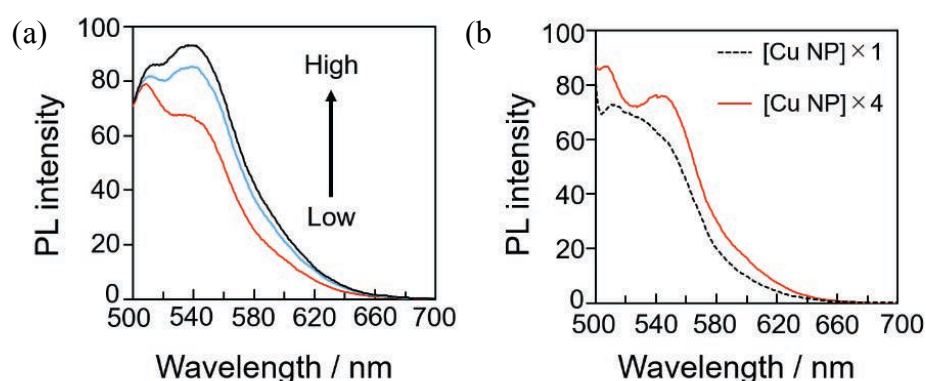 (a)
100
80
60
40
20
0
PL intensity
High
Low
500 540 580 620 660 700
Wavelength / nm
(b)
100
80
60
40
20
0
PL intensity
[Cu NP]×1
[Cu NP]×4
500 540 580 620 660 700
Wavelength / nm